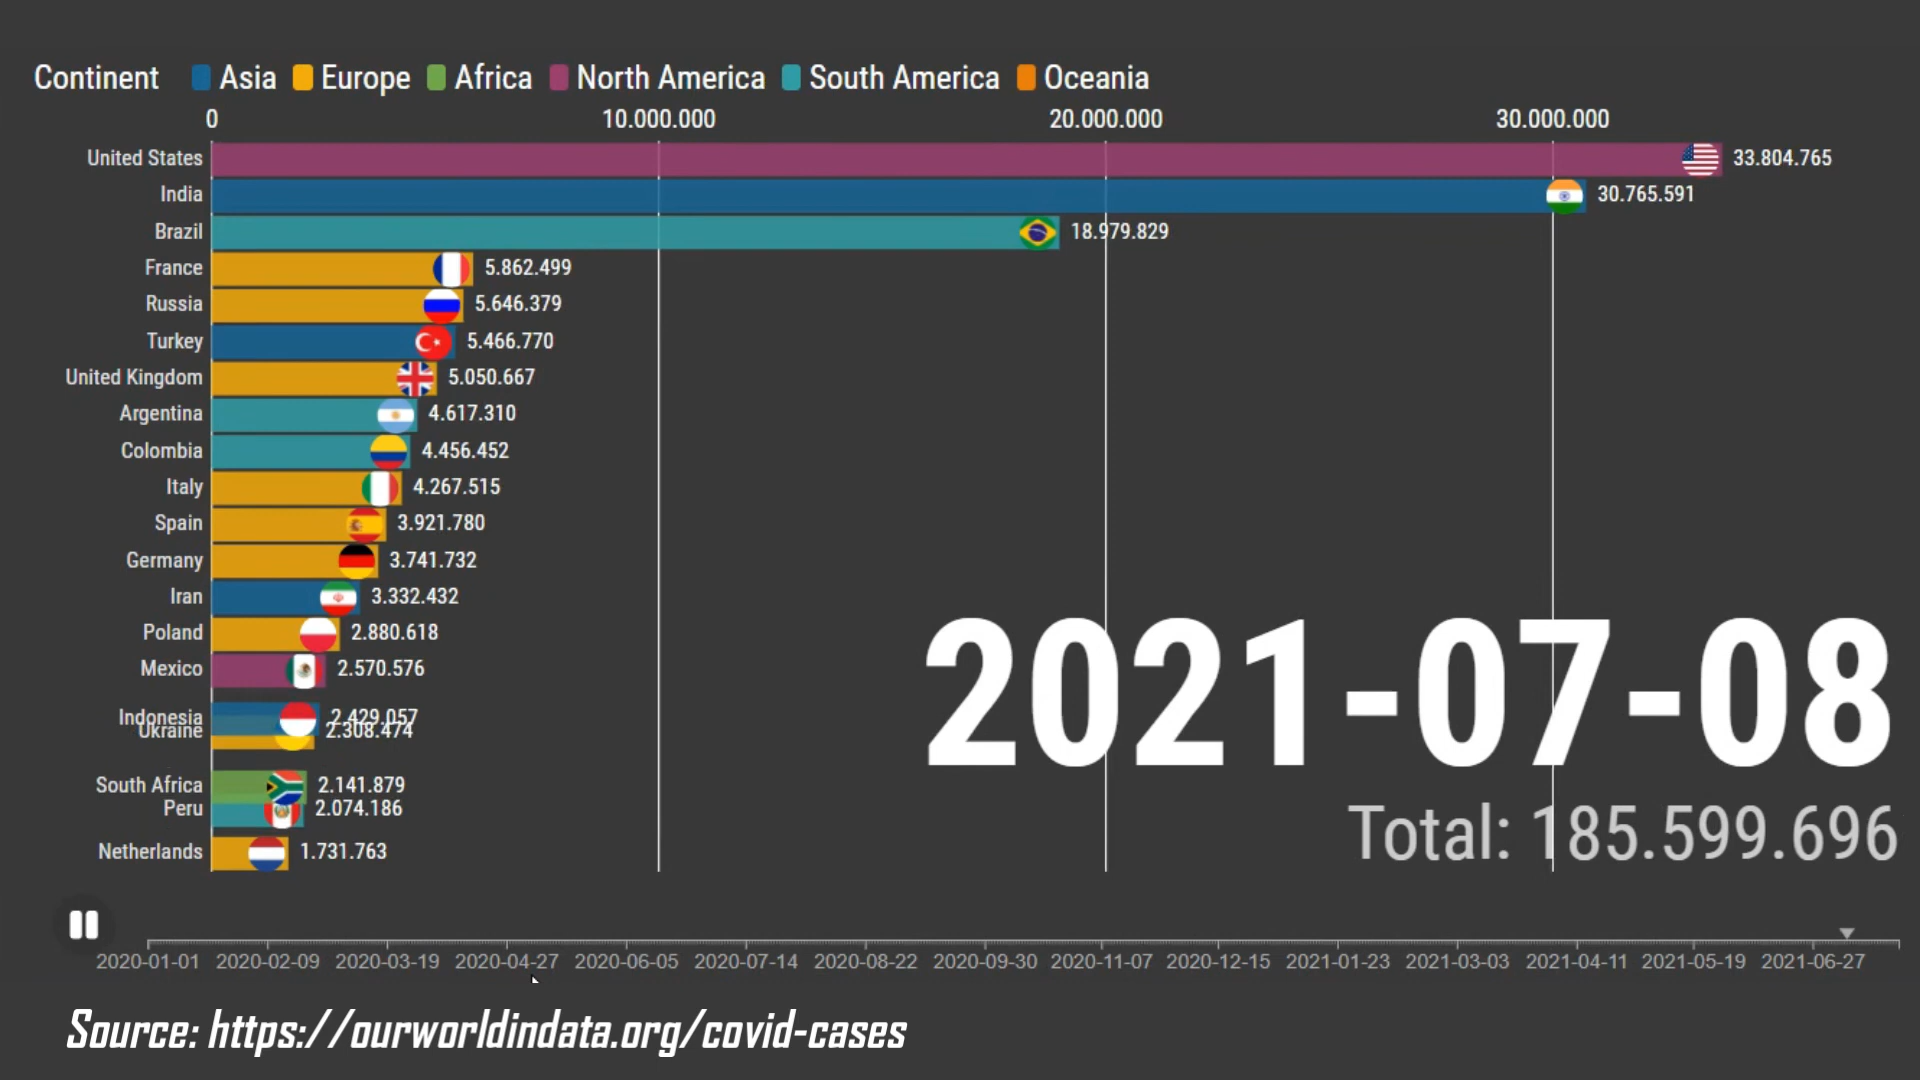 Continent Asia Europe Africa North America South America Oceania
0 10.000.000 20.000.000 30.000.000
United States 33.804.765
India 30.765.591
Brazil 18.979.829
France 5.862.499
Russia 5.646.379
Turkey 5.466.770
United Kingdom 5.050.667
Argentina 4.617.310
Colombia 4.456.452
Italy 4.267.515
Spain 3.921.780
Germany 3.741.732
Iran 3.332.432
Poland 2.880.618
Mexico 2.570.576
Indonesia 2.429.057
Ukraine 2.308.474
South Africa 2.141.879
Peru 2.074.186
Netherlands 1.731.763
2021-07-08
Total: 185.599.696
2020-01-01 2020-02-09 2020-03-19 2020-04-27 2020-06-05 2020-07-14 2020-08-22 2020-09-30 2020-11-07 2020-12-15 2021-01-23 2021-03-03 2021-04-11 2021-05-19 2021-06-27
Source: https://ourworldindata.org/covid-cases